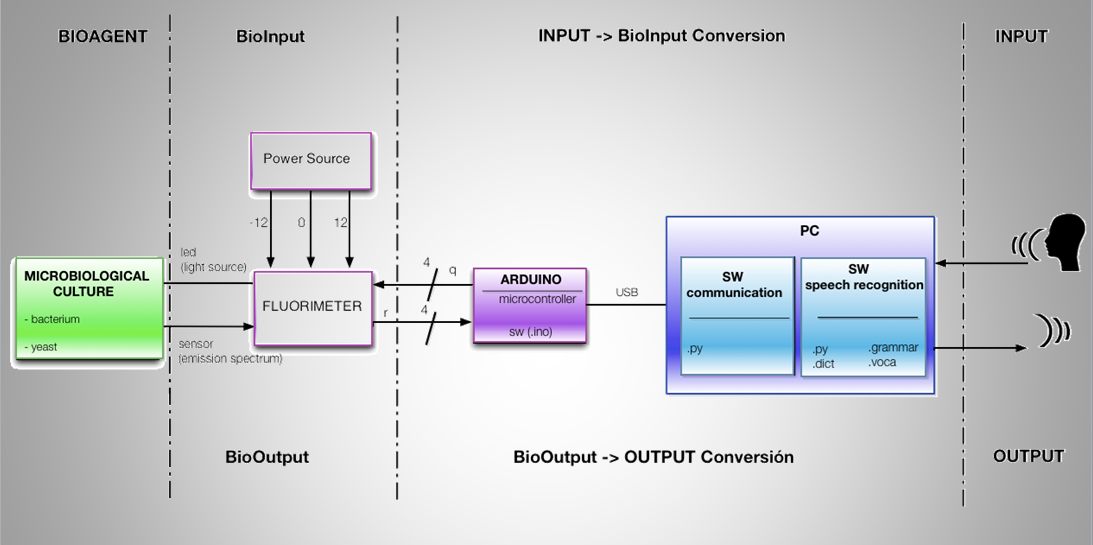 BIOAGENT
BioInput
INPUT -> BioInput Conversion
INPUT
Power Source
-12
0
12
led
(light source)
MICROBIOLOGICAL
CULTURE
- bacterium
- yeast
FLUORIMETER
sensor
(emission spectrum)
4
q
r
4
ARDUINO
microcontroller
sw (.ino)
USB
PC
SW
communication
.py
SW
speech recognition
.py
.dict
.grammar
.voca
BioOutput
BioOutput -> OUTPUT Conversión
OUTPUT